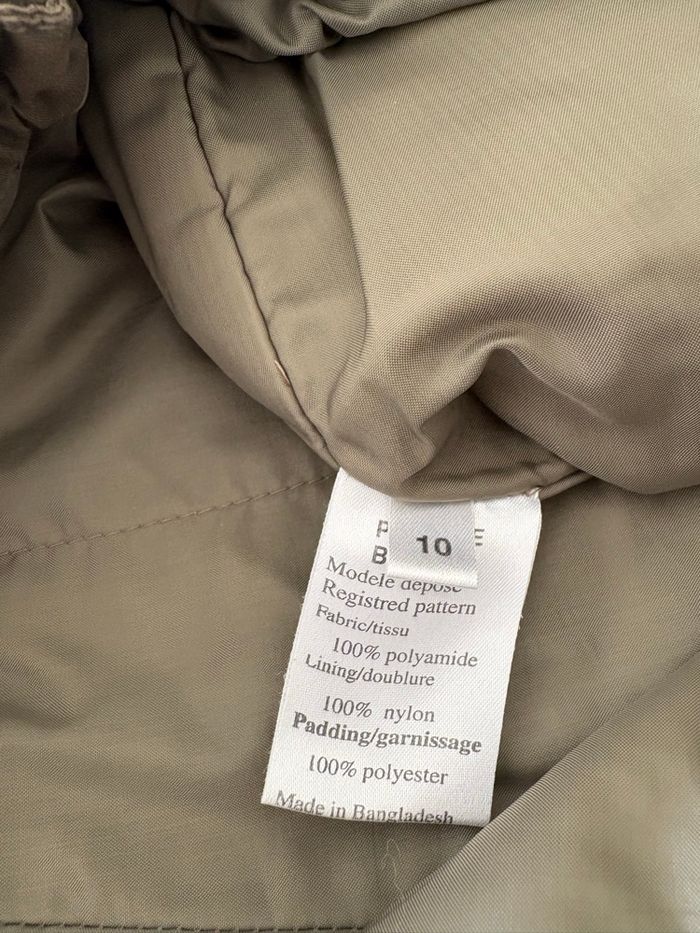 10
Modele déposé
Registred pattern
Fabric/tissu
100% polyamide
Lining/doublure
100% nylon
Padding/garnissage
100% polyester
Made in Bangladesh